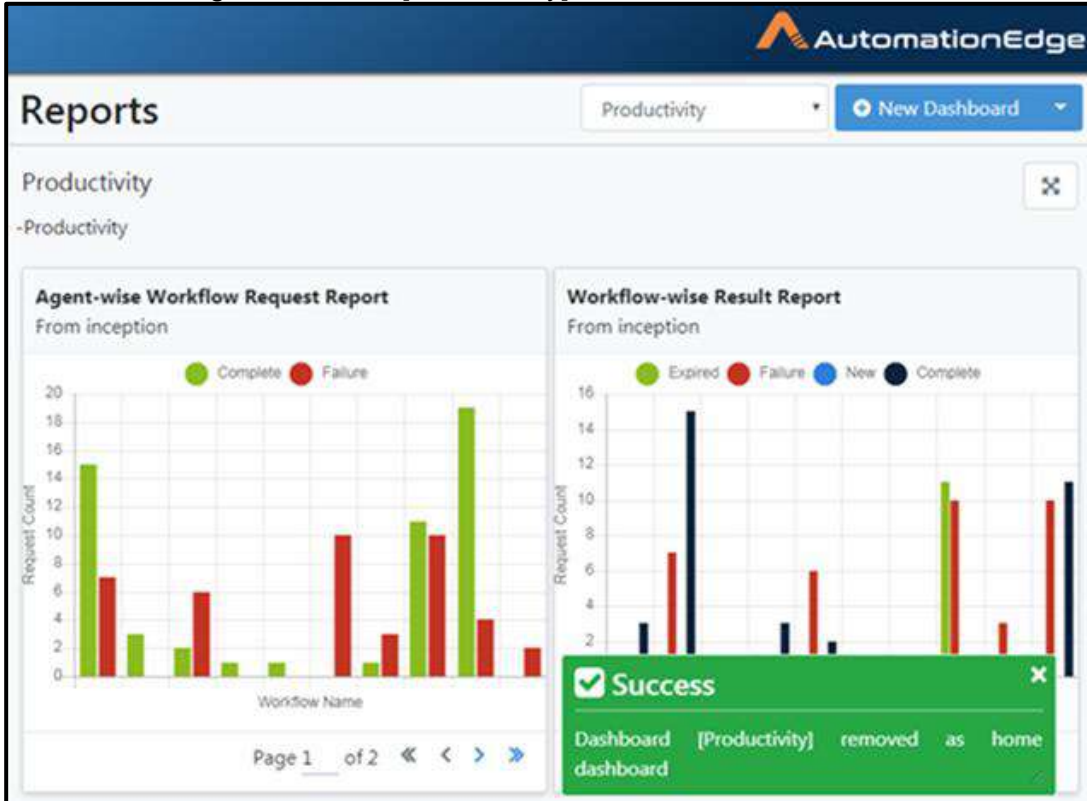 AutomationEdge
Reports
Productivity
New Dashboard
Productivity
-Productivity
Agent-wise Workflow Request Report
From inception
Complete Failure
20
18
16
14
12
10
8
6
4
2
0
Request Count
Workflow Name
Page 1 of 2
Workflow-wise Result Report
From inception
Expired Failure New Complete
16
14
12
10
8
6
4
2
Request Count
Success
Dashboard [Productivity] removed as home
dashboard